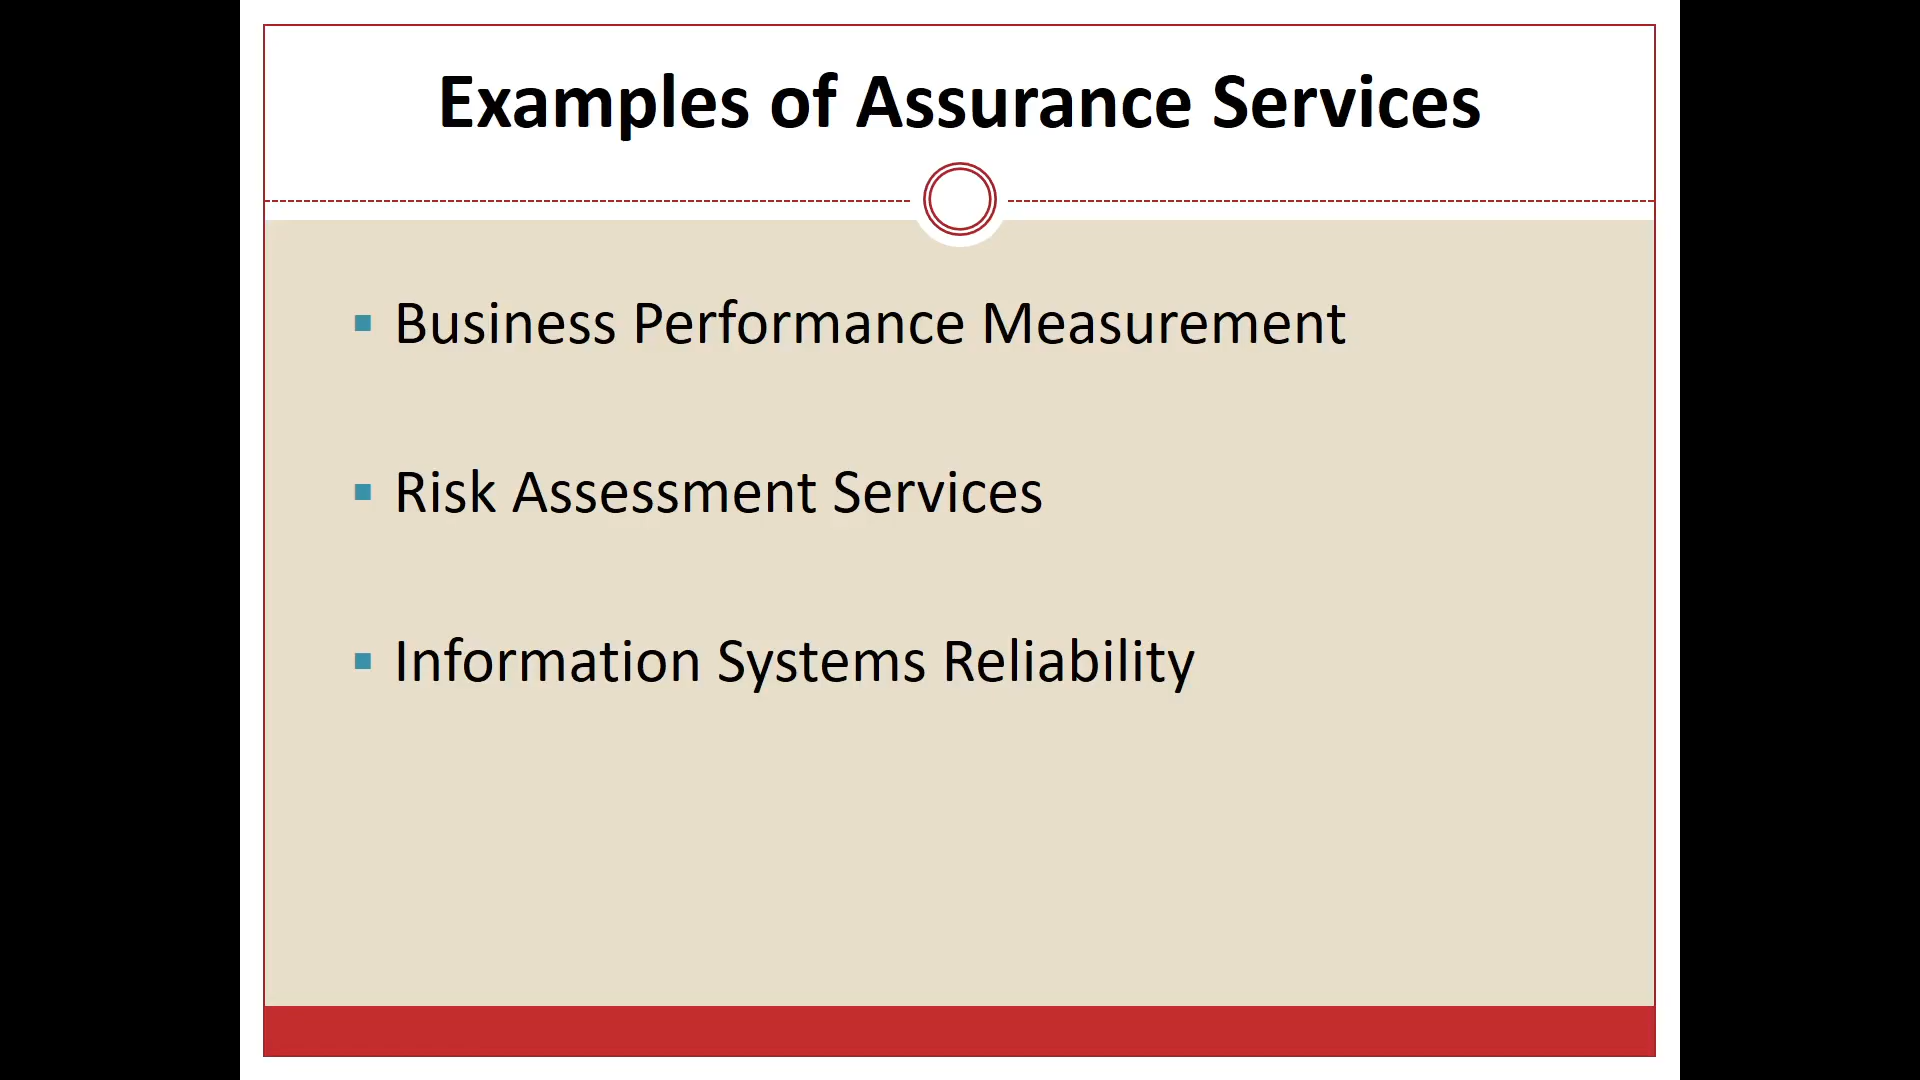 Examples of Assurance Services
▪ Business Performance Measurement
▪ Risk Assessment Services
▪ Information Systems Reliability